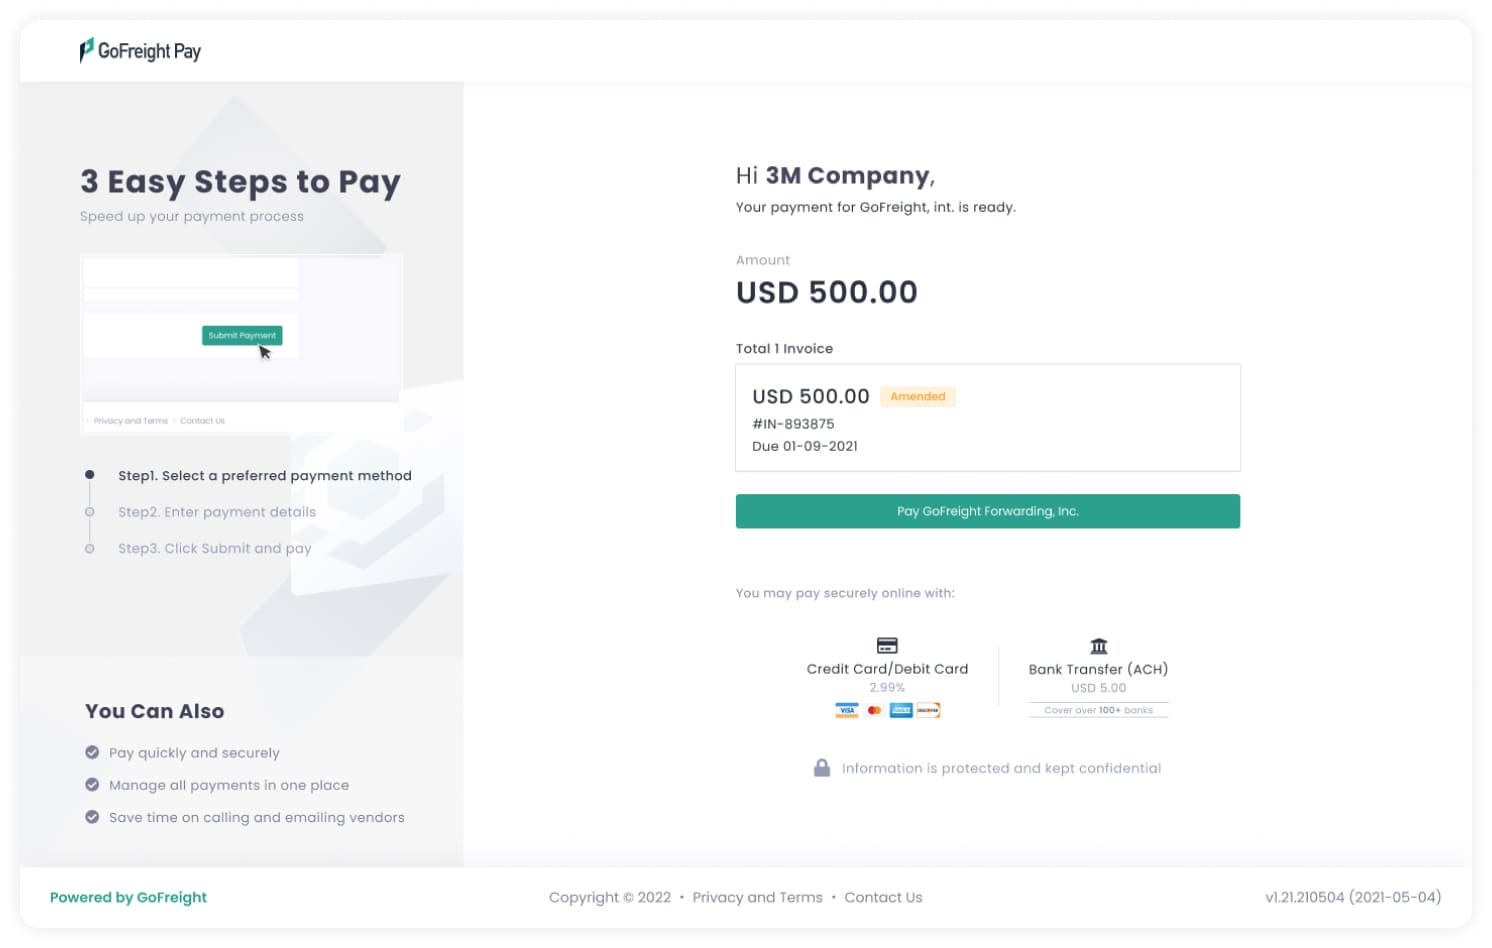 GoFreight Pay
3 Easy Steps to Pay
Speed up your payment process
Submit Payment
Privacy and Terms • Contact Us
Step1. Select a preferred payment method
Step2. Enter payment details
Step3. Click Submit and pay
You Can Also
Pay quickly and securely
Manage all payments in one place
Save time on calling and emailing vendors
Hi 3M Company,
Your payment for GoFreight, int. is ready.
Amount
USD 500.00
Total 1 Invoice
USD 500.00 Amended
#IN-893875
Due 01-09-2021
Pay GoFreight Forwarding, Inc.
You may pay securely online with:
Credit Card/Debit Card
2.99%
VISA
DISCOVER
Bank Transfer (ACH)
USD 5.00
Cover over 100+ banks
Information is protected and kept confidential
Powered by GoFreight
Copyright © 2022 • Privacy and Terms • Contact Us
v1.21.210504 (2021-05-04)